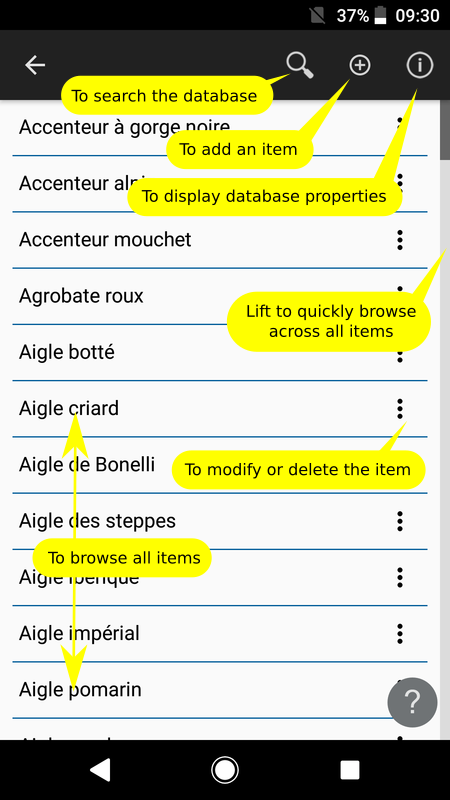 37% 09:30
To search the database
Accenteur à gorge noire
To add an item
Accenteur
To display database properties
Accenteur mouchet
Agrobate roux
Lift to quickly browse
across all items
Aigle botté
Aigle criard
Aigle de Bonelli
To modify or delete the item
Aigle des steppes
To browse all items
Aigle ibérique
Aigle impérial
Aigle pomarin
?